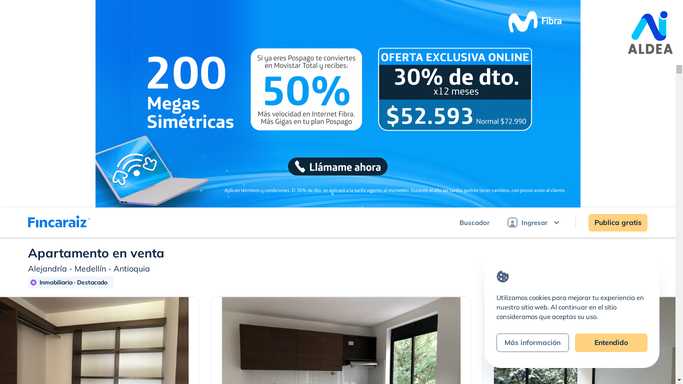 Fibra
ALDEA
200
Megas
Simétricas
Si ya eres Pospago te conviertes
en Movistar Total y recibes.
50%
Más velocidad en Internet Fibra.
Más Gigas en tu plan Pospago
OFERTA EXCLUSIVA ONLINE
30% de dto.
x12 meses
$52.593 Normal $72.990
Llámame ahora
Fincaraiz
Buscador
Ingresar
Publica gratis
Apartamento en venta
Alejandría - Medellín - Antioquia
Inmobiliaria · Destacado
Utilizamos cookies para mejorar tu experiencia en
nuestro sitio web. Al continuar en el sitio
consideramos que aceptas su uso.
Más información
Entendido